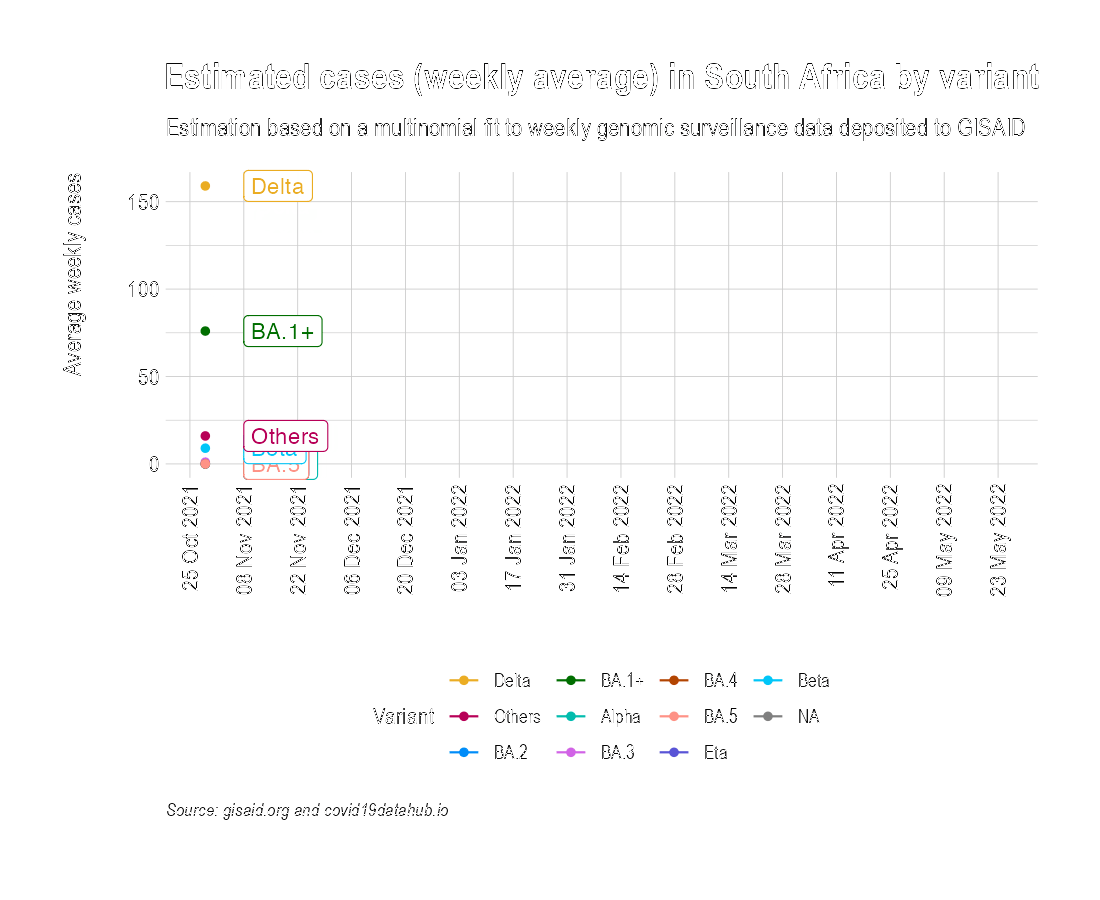 Estimated cases (weekly average) in South Africa by variant
Estimation based on a multinomial fit to weekly genomic surveillance data deposited to GISAID
Average weekly cases
150
100
50
0
Delta
BA.1+
Others
Beta
BA.5
25 Oct 2021
08 Nov 2021
22 Nov 2021
06 Dec 2021
20 Dec 2021
03 Jan 2022
17 Jan 2022
31 Jan 2022
14 Feb 2022
28 Feb 2022
14 Mar 2022
28 Mar 2022
11 Apr 2022
25 Apr 2022
09 May 2022
23 May 2022
Variant
Delta
BA.1+
BA.4
Beta
Others
Alpha
BA.5
NA
BA.2
BA.3
Eta
Source: gisaid.org and covid19datahub.io